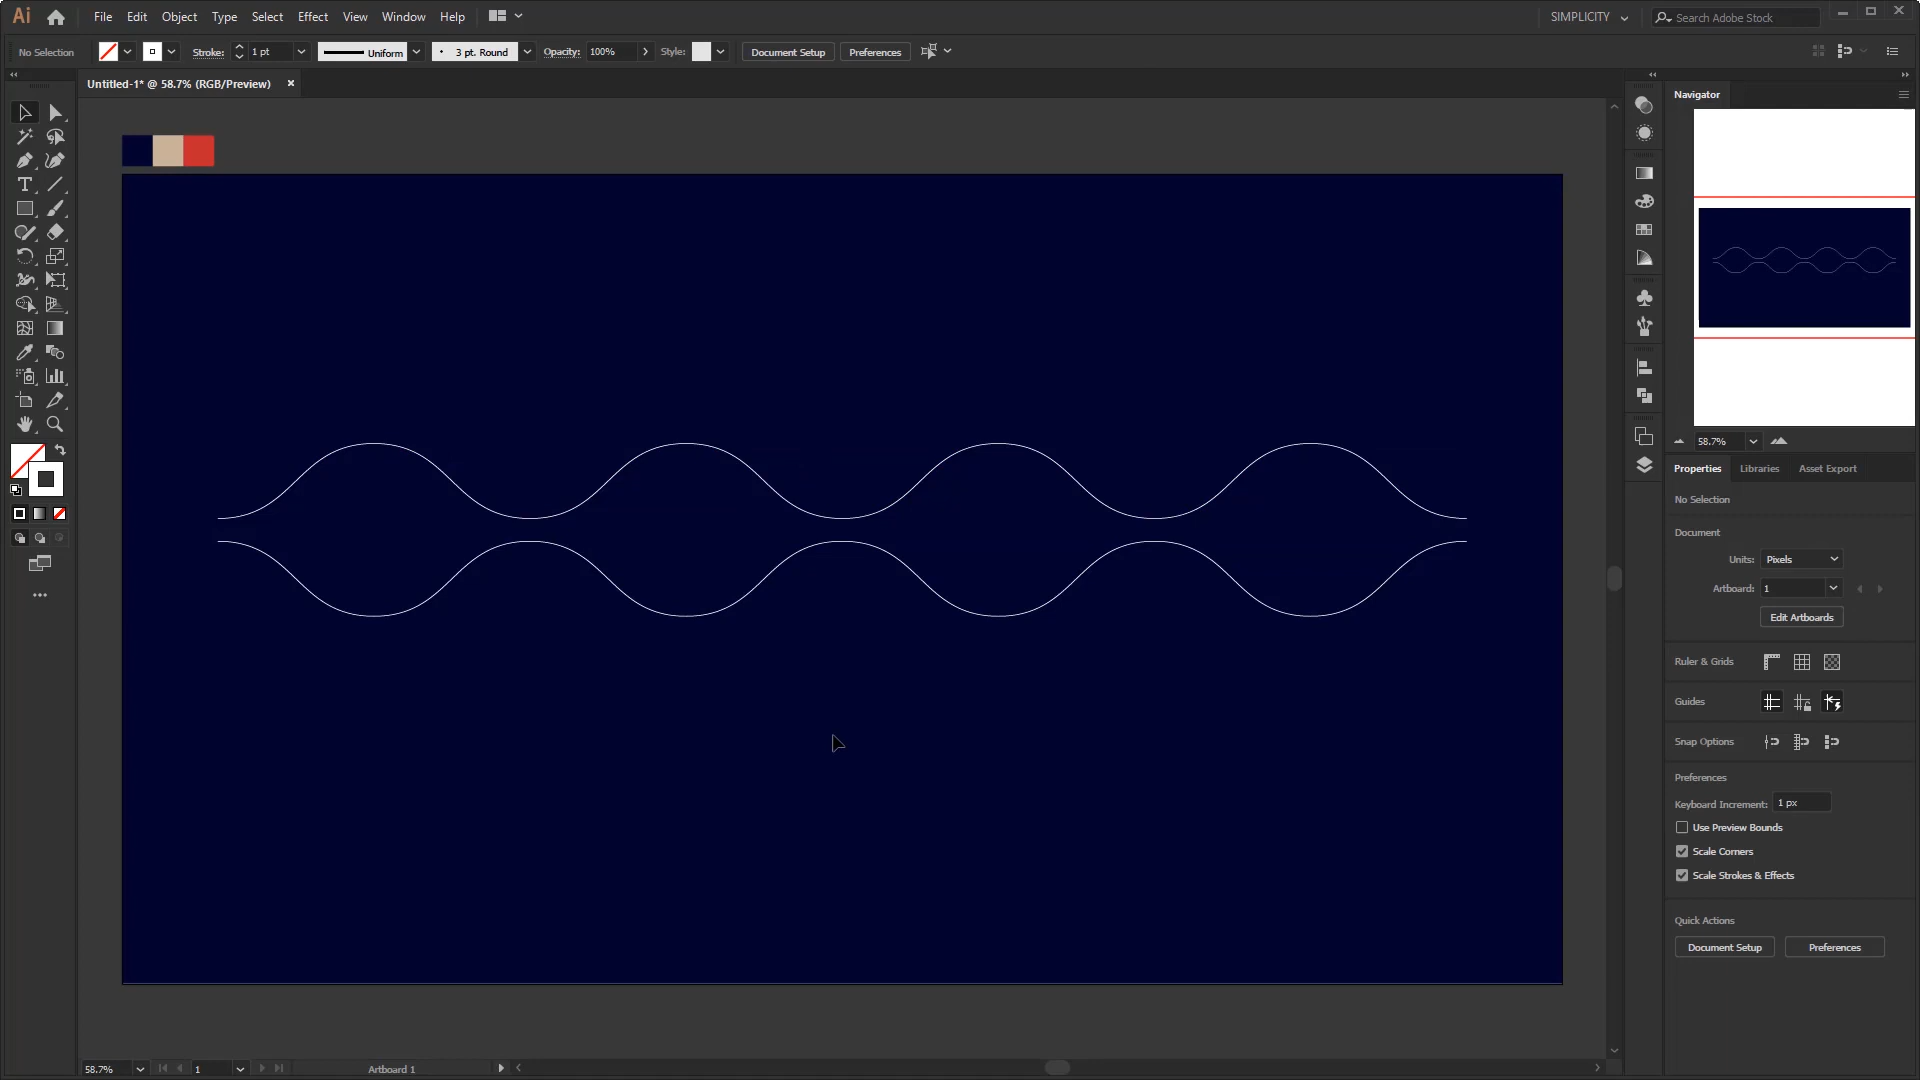 Ai File Edit Object Type Select Effect View Window Help SIMPLICITY Search Adobe Stock
No Selection Stroke: 1 pt Uniform 3 pt. Round Opacity: 100% Style: Document Setup Preferences
Untitled-1* @ 58.7% (RGB/Preview)
Navigator
58.7%
Properties Libraries Asset Export
No Selection
Document
Units: Pixels
Artboard: 1
Edit Artboards
Ruler & Grids
Guides
Snap Options
Preferences
Keyboard Increment: 1 px
Use Preview Bounds
Scale Corners
Scale Strokes & Effects
Quick Actions
Document Setup Preferences
58.7% 1 Artboard 1